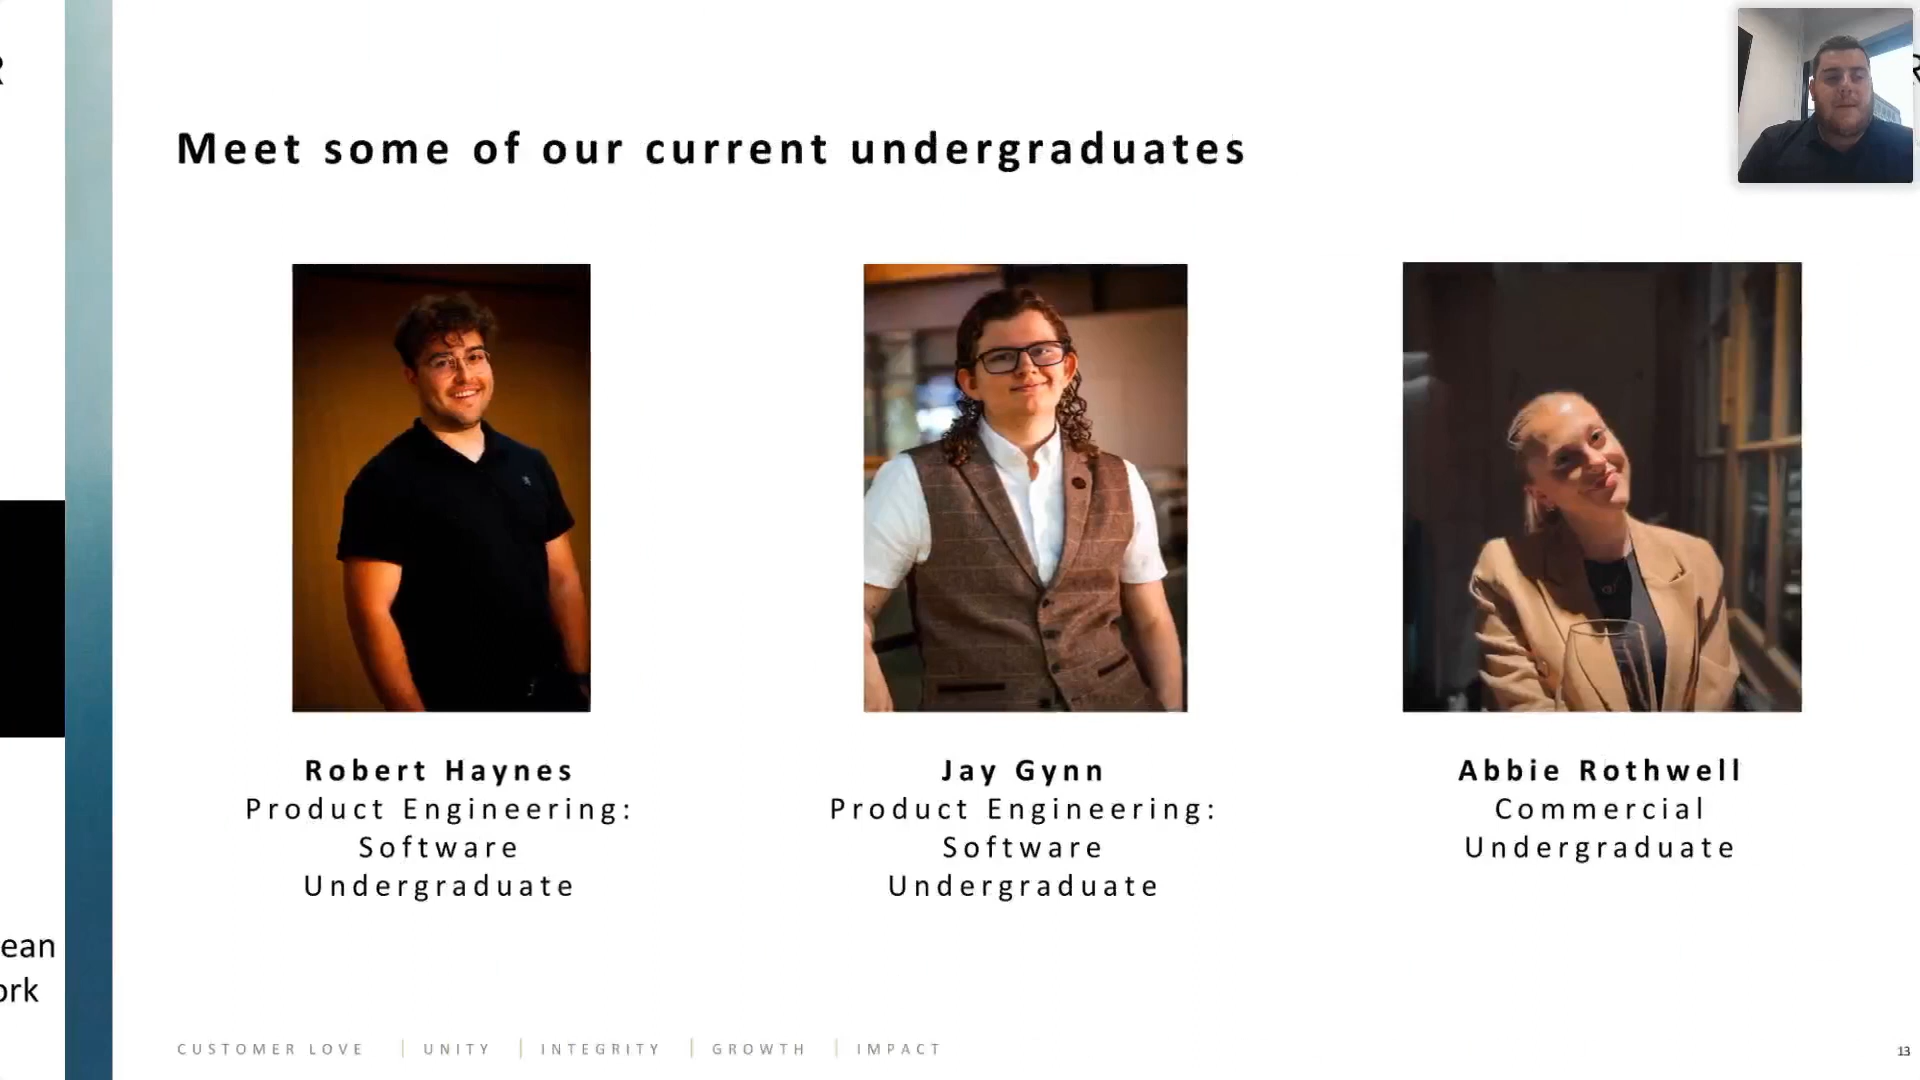 Meet some of our current undergraduates
Robert Haynes
Product Engineering:
Software
Undergraduate
Jay Gynn
Product Engineering:
Software
Undergraduate
Abbie Rothwell
Commercial
Undergraduate
ean
ork
CUSTOMER LOVE | UNITY | INTEGRITY | GROWTH | IMPACT
13